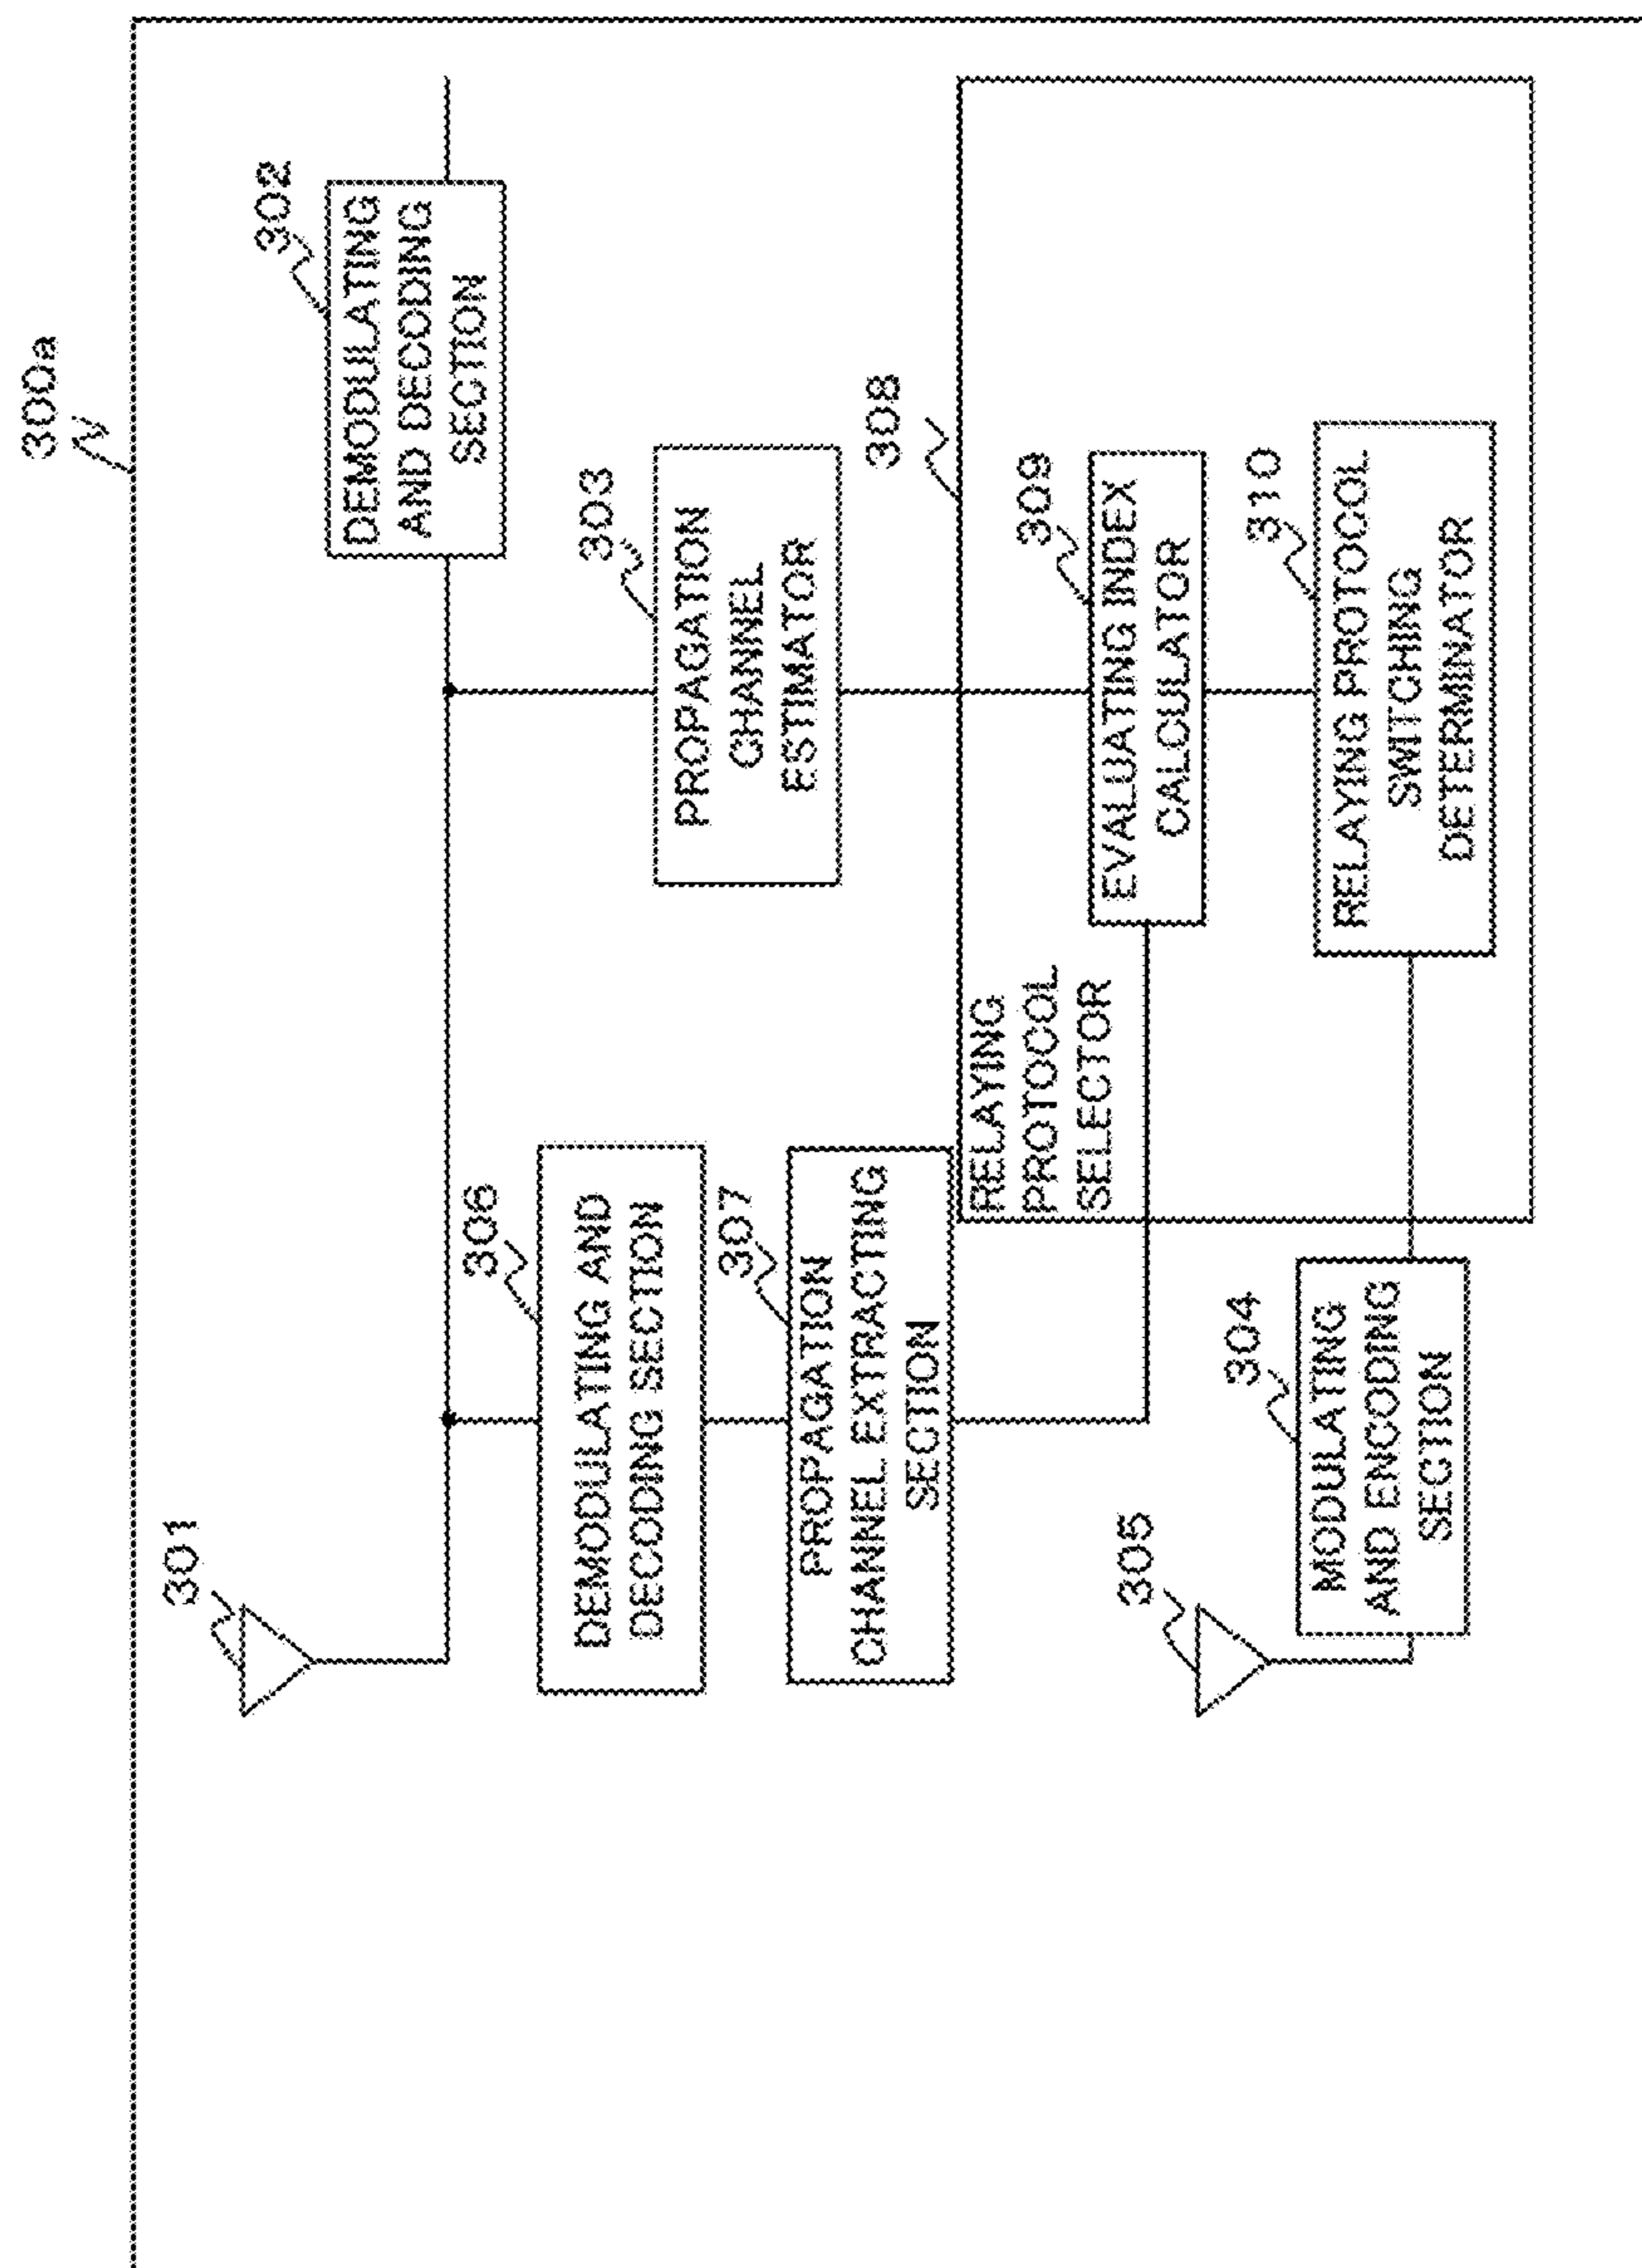 300a
301
302
DEMODULATING
AND DECODING
SECTION
306
DEMODULATING AND
DECODING SECTION
303
PROPAGATION
CHANNEL
ESTIMATOR
307
PROPAGATION
CHANNEL EXTRACTING
SECTION
308
RELAYING
PROTOCOL
SELECTOR
309
EVALUATING INDEX
CALCULATOR
305
304
MODULATING
AND ENCODING
SECTION
310
RELAYING PROTOCOL
SWITCHING
DETERMINATOR